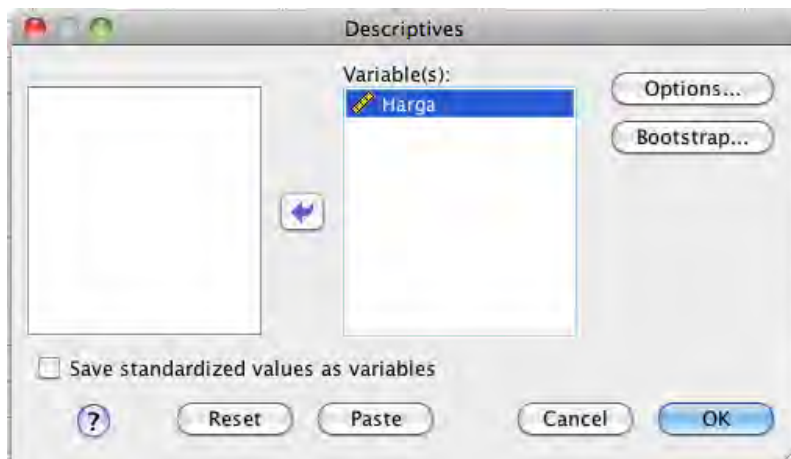 Descriptives
Variable(s):
Harga
Options...
Bootstrap...
Save standardized values as variables
?
Reset
Paste
Cancel
OK